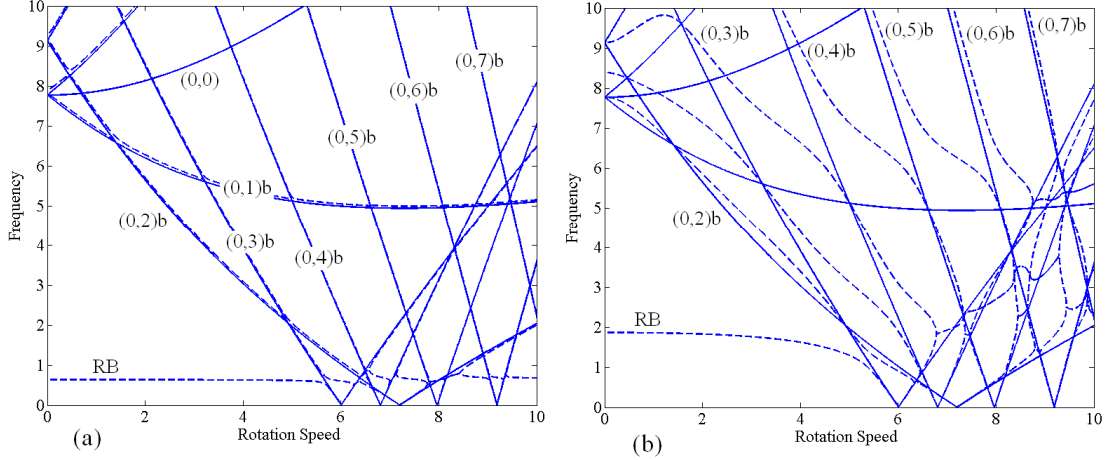 10
9
8
7
6
5
4
3
2
1
0
Frequency
(0,0)
(0,7)b
(0,6)b
(0,5)b
(0,1)b
(0,2)b
(0,3)b
(0,4)b
RB
0 2 4 6 8 10
Rotation Speed
(a)
10
9
8
7
6
5
4
3
2
1
0
Frequency
(0,3)b
(0,4)b
(0,5)b
(0,6)b
(0,7)b
(0,2)b
RB
0 2 4 6 8 10
Rotation Speed
(b)